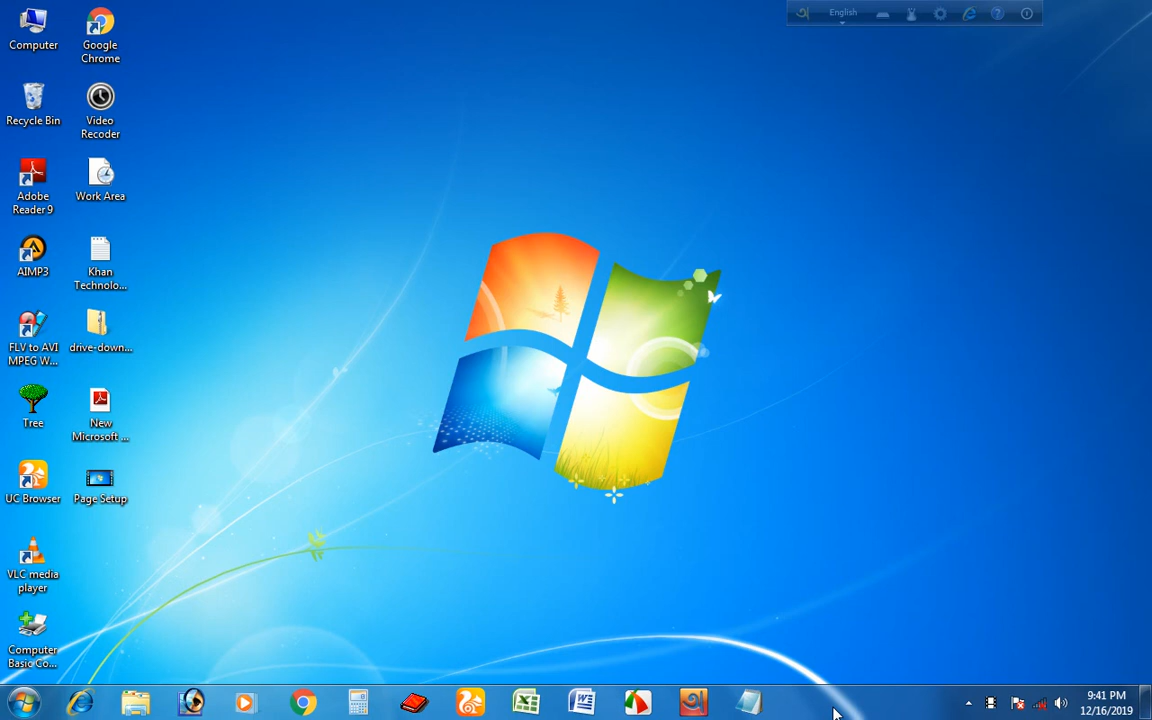 English
Computer
Google
Chrome
Recycle Bin
Video
Recoder
Adobe
Reader 9
Work Area
AIMP3
Khan
Technolo...
FLV to AVI
MPEG W...
drive-down...
Tree
New
Microsoft ...
UC Browser
Page Setup
VLC media
player
Computer
Basic Co...
9:41 PM
12/16/2019